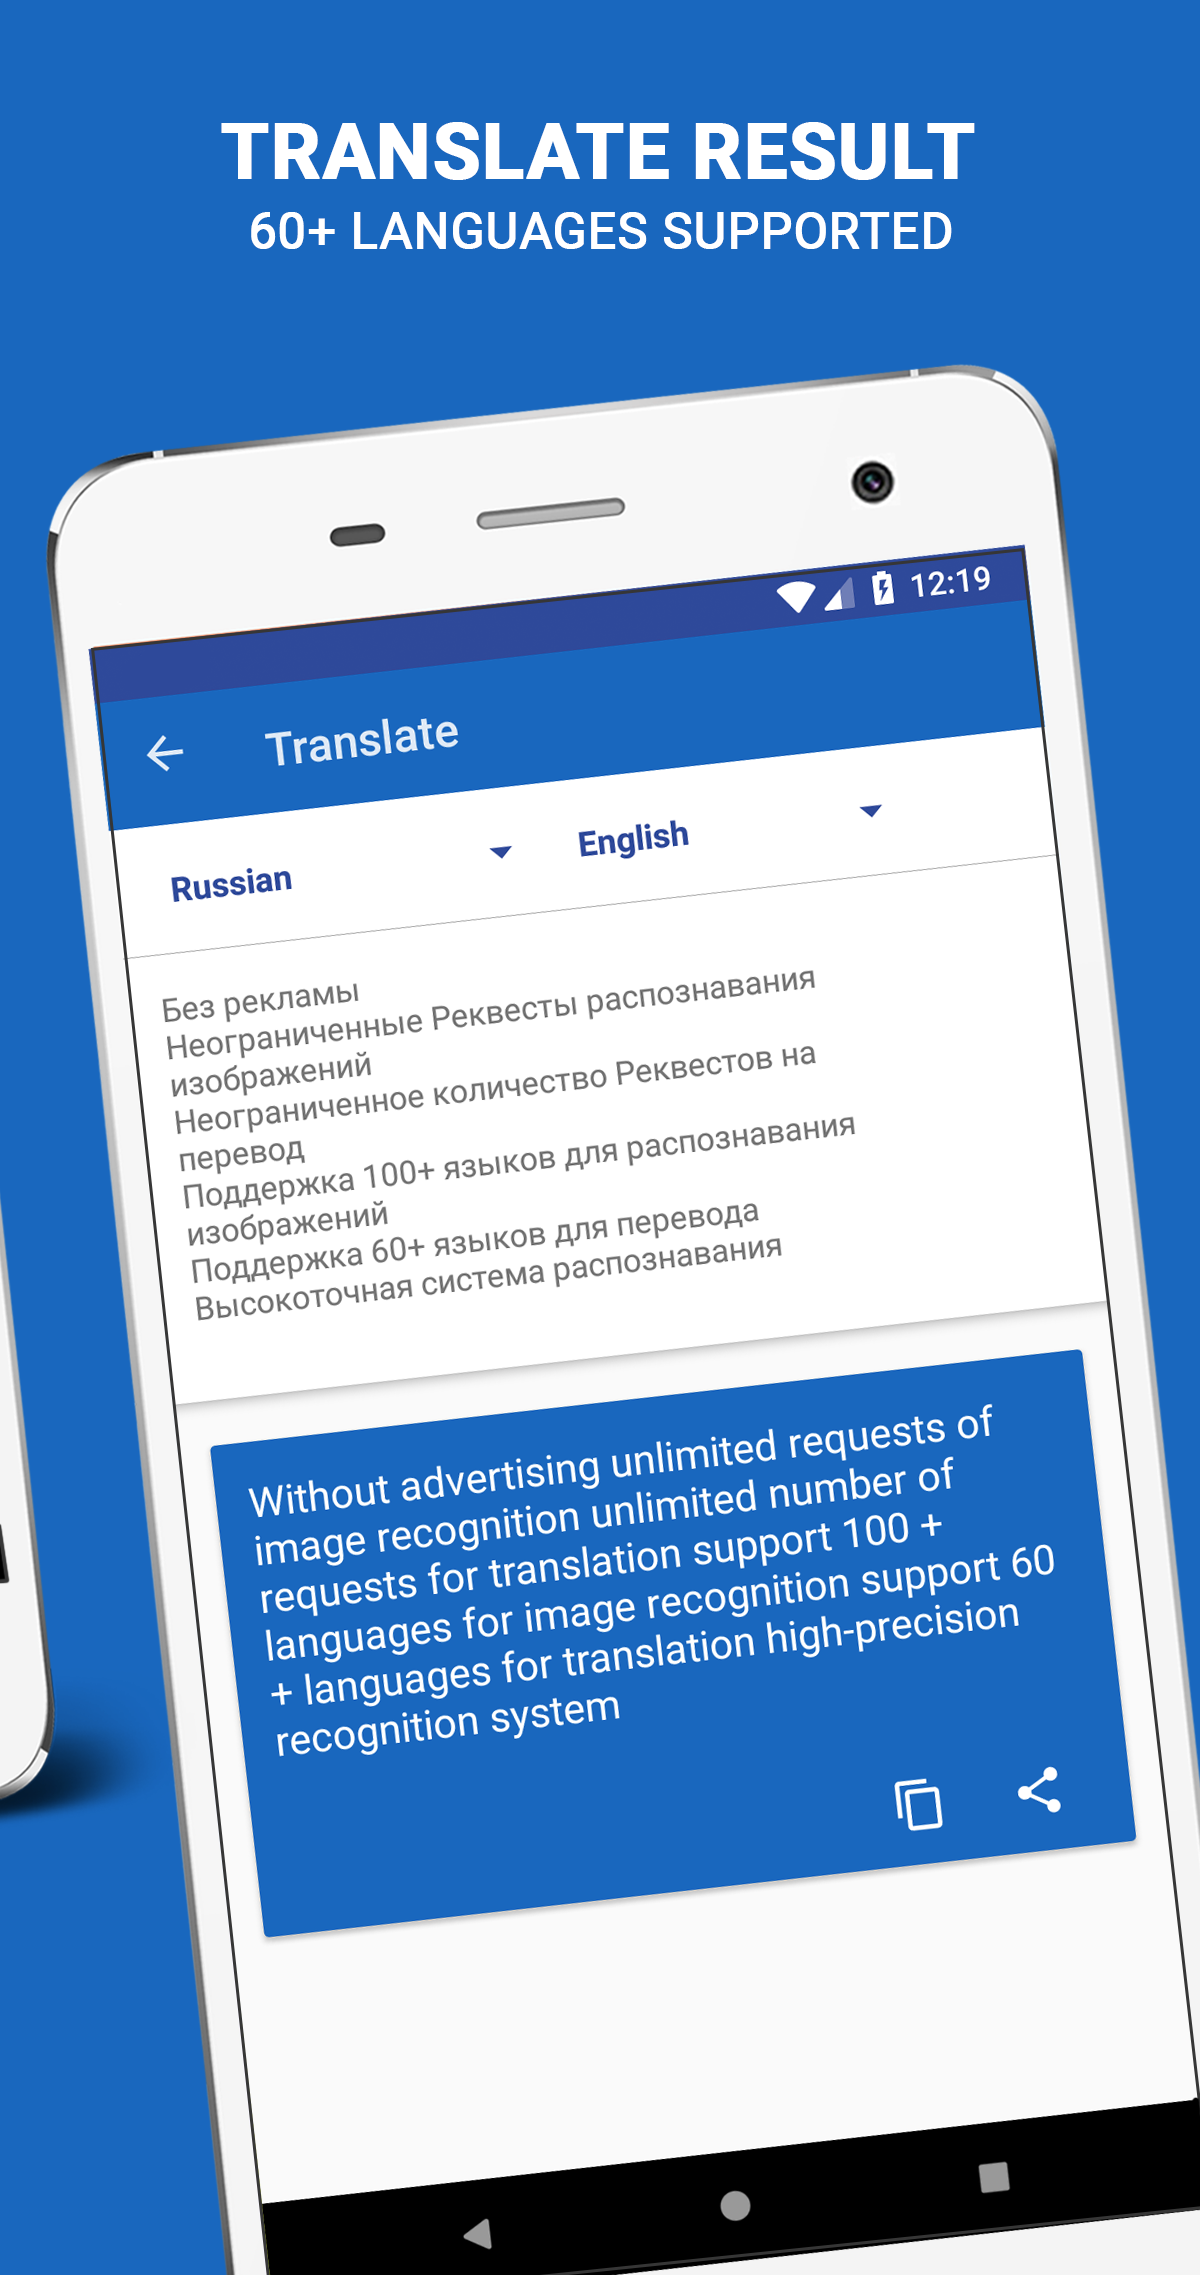 TRANSLATE RESULT
60+ LANGUAGES SUPPORTED
12:19
Translate
Russian
English
Без рекламы
Неограниченные Реквесты распознавания
изображений
Неограниченное количество Реквестов на
перевод
Поддержка 100+ языков для распознавания
изображений
Поддержка 60+ языков для перевода
Высокоточная система распознавания
Without advertising unlimited requests of
image recognition unlimited number of
requests for translation support 100 +
languages for image recognition support 60
+ languages for translation high-precision
recognition system